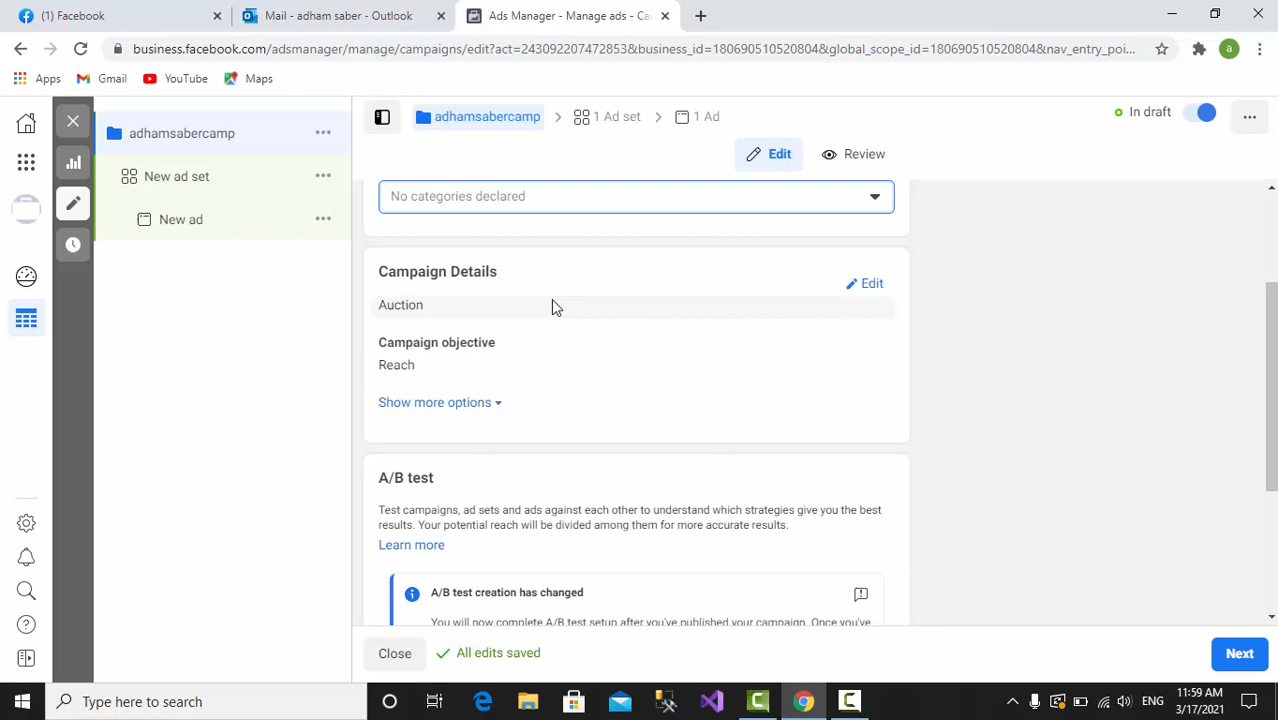 (1) Facebook
Mail - adham saber - Outlook
Ads Manager - Manage ads - Ca
business.facebook.com/adsmanager/manage/campaigns/edit?act=243092207472853&business_id=180690510520804&global_scope_id=180690510520804&nav_entry_poi...
a
Apps
Gmail
YouTube
Maps
adhamsabercamp
New ad set
New ad
adhamsabercamp
1 Ad set
1 Ad
In draft
Edit
Review
No categories declared
Campaign Details
Edit
Auction
Campaign objective
Reach
Show more options
A/B test
Test campaigns, ad sets and ads against each other to understand which strategies give you the best
results. Your potential reach will be divided among them for more accurate results.
Learn more
A/B test creation has changed
You will now complete A/B test setup after you've published your campaign. Once you've
Close
All edits saved
Next
Type here to search
ENG
11:59 AM
3/17/2021